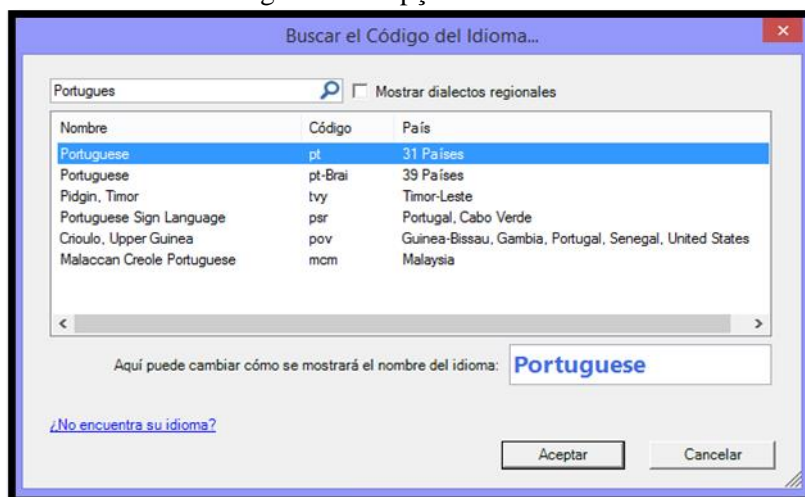 Buscar el Código del Idioma...
Portugues Mostrar dialectos regionales
Nombre Código País
Portuguese pt 31 Países
Portuguese pt-Brai 39 Países
Pidgin, Timor tvy Timor-Leste
Portuguese Sign Language psr Portugal, Cabo Verde
Crioulo, Upper Guinea pov Guinea-Bissau, Gambia, Portugal, Senegal, United States
Malaccan Creole Portuguese mcm Malaysia
Aquí puede cambiar cómo se mostrará el nombre del idioma: Portuguese
¿No encuentra su idioma?
Aceptar Cancelar